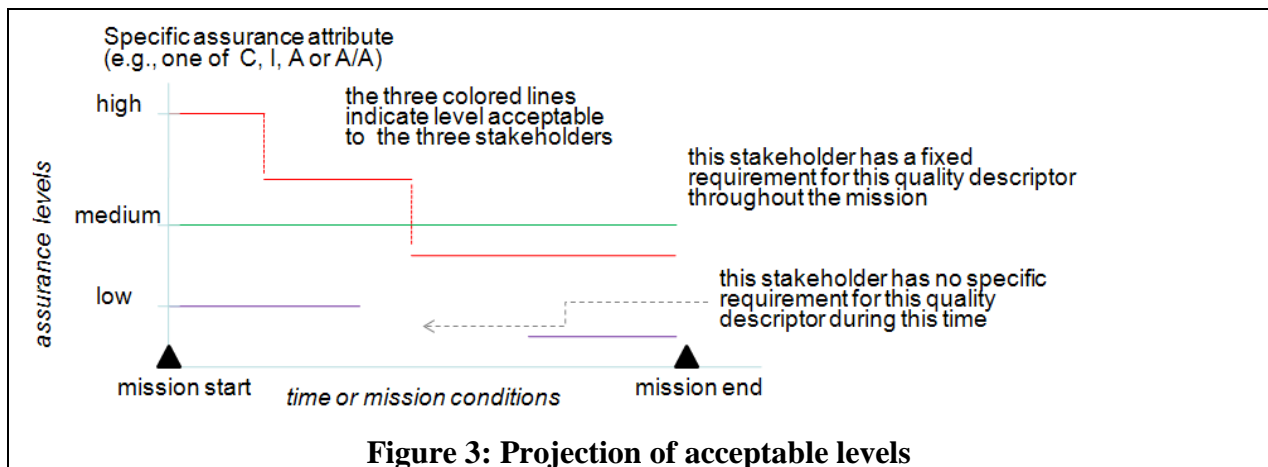 Specific assurance attribute
(e.g., one of C, I, A or A/A)
high
the three colored lines
indicate level acceptable
to the three stakeholders
this stakeholder has a fixed
requirement for this quality descriptor
throughout the mission
assurance levels
medium
low
this stakeholder has no specific
requirement for this quality
descriptor during this time
mission start
time or mission conditions
mission end
Figure 3: Projection of acceptable levels